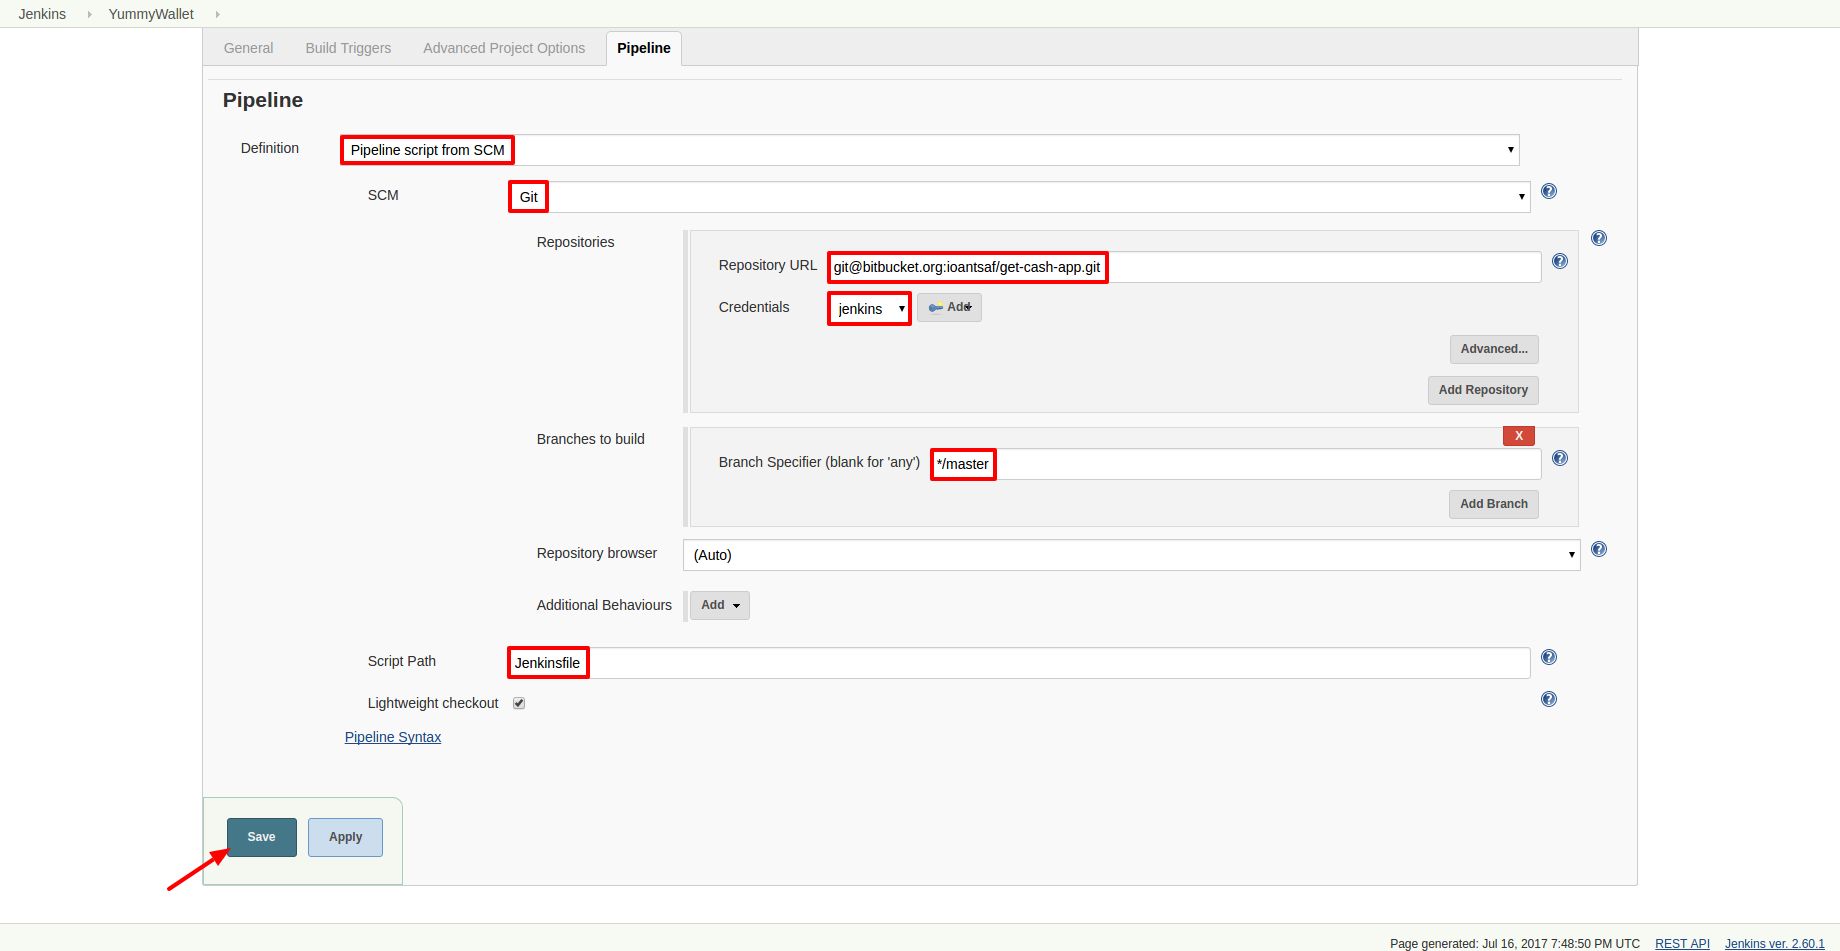 Jenkins YummyWallet
General Build Triggers Advanced Project Options Pipeline
Pipeline
Definition Pipeline script from SCM
SCM Git
Repositories
Repository URL git@bitbucket.org:ioantsaf/get-cash-app.git
Credentials jenkins Add
Advanced...
Add Repository
Branches to build
X
Branch Specifier (blank for 'any') */master
Add Branch
Repository browser (Auto)
Additional Behaviours Add
Script Path Jenkinsfile
Lightweight checkout
Pipeline Syntax
Save Apply
Page generated: Jul 16, 2017 7:48:50 PM UTC REST API Jenkins ver. 2.60.1